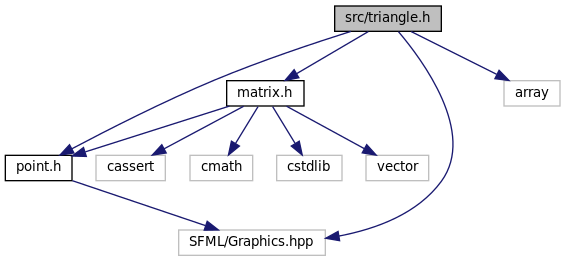 src/triangle.h
matrix.h
array
point.h
cassert
cmath
cstdlib
vector
SFML/Graphics.hpp